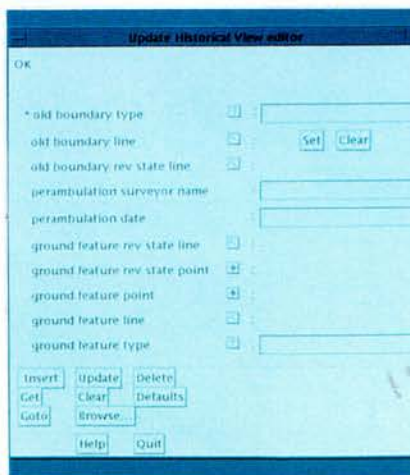 Update Historical View editor
OK
* old boundary type :
old boundary line : Set Clear
old boundary rev state line :
perambulation surveyor name :
perambulation date :
ground feature rev state line :
ground feature rev state point :
ground feature point :
ground feature line :
ground feature type :
Insert Update Delete
Get Clear Defaults
Goto Browse...
Help Quit